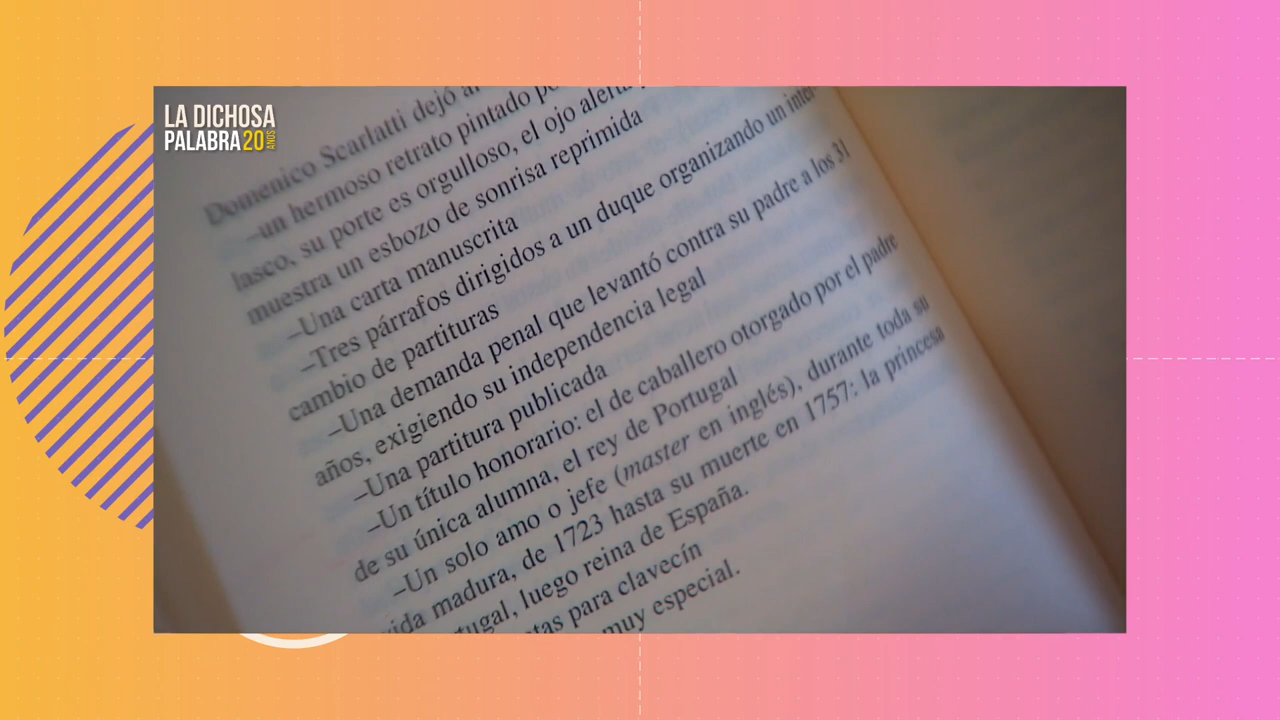 LA DICHOSA
PALABRA 20 AÑOS
Domenico Scarlatti dejó
–un hermoso retrato pintado
lasco, su porte es orgulloso, el ojo alerta
muestra un esbozo de sonrisa reprimida
–Una carta manuscrita
–Tres párrafos dirigidos a un duque organizando un inter-
cambio de partituras
–Una demanda penal que levantó contra su padre a los 31
años, exigiendo su independencia legal
–Una partitura publicada
–Un título honorario: el de caballero otorgado por el padre
de su única alumna, el rey de Portugal
–Un solo amo o jefe (master en inglés), durante toda su
vida madura, de 1723 hasta su muerte en 1757: la princesa
tugal, luego reina de España.
tas para clavecín
muy especial.